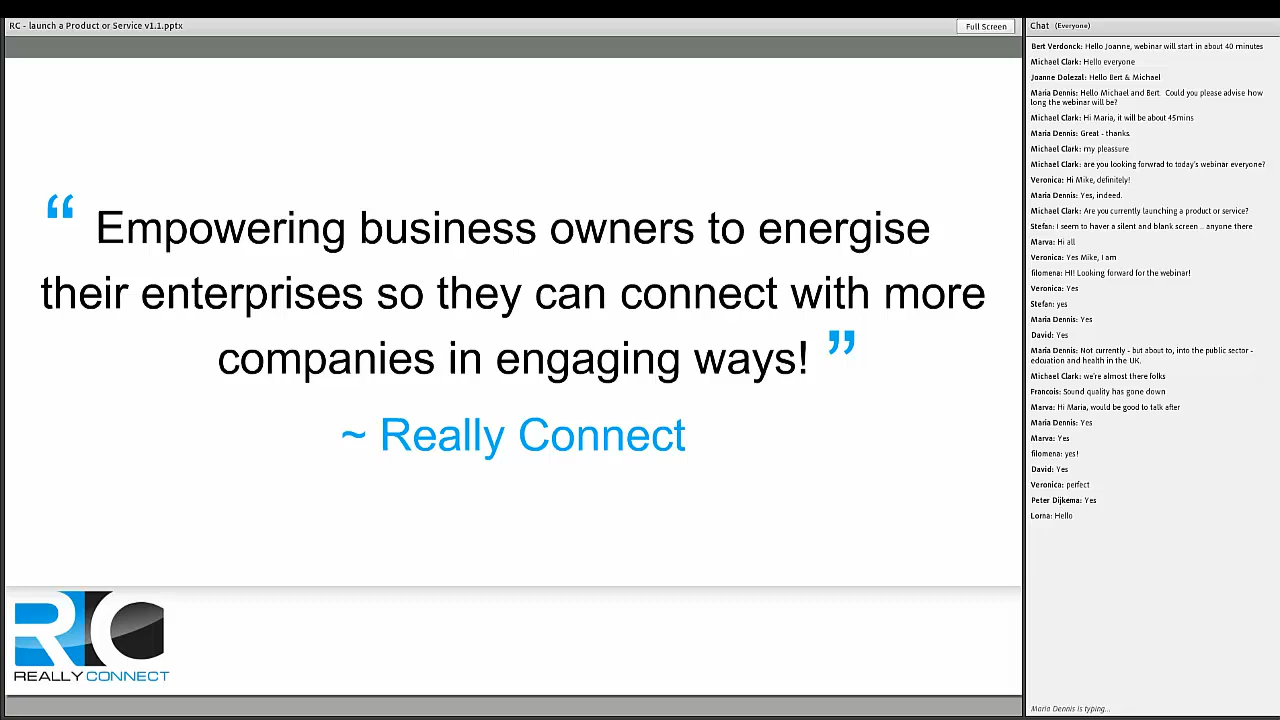 RC - launch a Product or Service v1.1.pptx
Full Screen
“ Empowering business owners to energise
their enterprises so they can connect with more
companies in engaging ways! ”
~ Really Connect
RC
REALLYCONNECT
Chat (Everyone)
Bert Verdonck: Hello Joanne, webinar will start in about 40 minutes
Michael Clark: Hello everyone
Joanne Dolezal: Hello Bert & Michael
Maria Dennis: Hello Michael and Bert. Could you please advise how
long the webinar will be?
Michael Clark: Hi Maria, it will be about 45mins
Maria Dennis: Great - thanks.
Michael Clark: my pleassure
Michael Clark: are you looking forwrad to today's webinar everyone?
Veronica: Hi Mike, definitely!
Maria Dennis: Yes, indeed.
Michael Clark: Are you currently launching a product or service?
Stefan: I seem to haver a silent and blank screen .. anyone there
Marva: Hi all
Veronica: Yes Mike, I am
filomena: HI! Looking forward for the webinar!
Veronica: Yes
Stefan: yes
Maria Dennis: Yes
David: Yes
Maria Dennis: Not currently - but about to, into the public sector -
edcuation and health in the UK.
Michael Clark: we're almost there folks
Francois: Sound quality has gone down
Marva: Hi Maria, would be good to talk after
Maria Dennis: Yes
Marva: Yes
filomena: yes!
David: Yes
Veronica: perfect
Peter Dijkema: Yes
Lorna: Hello
Maria Dennis is typing...